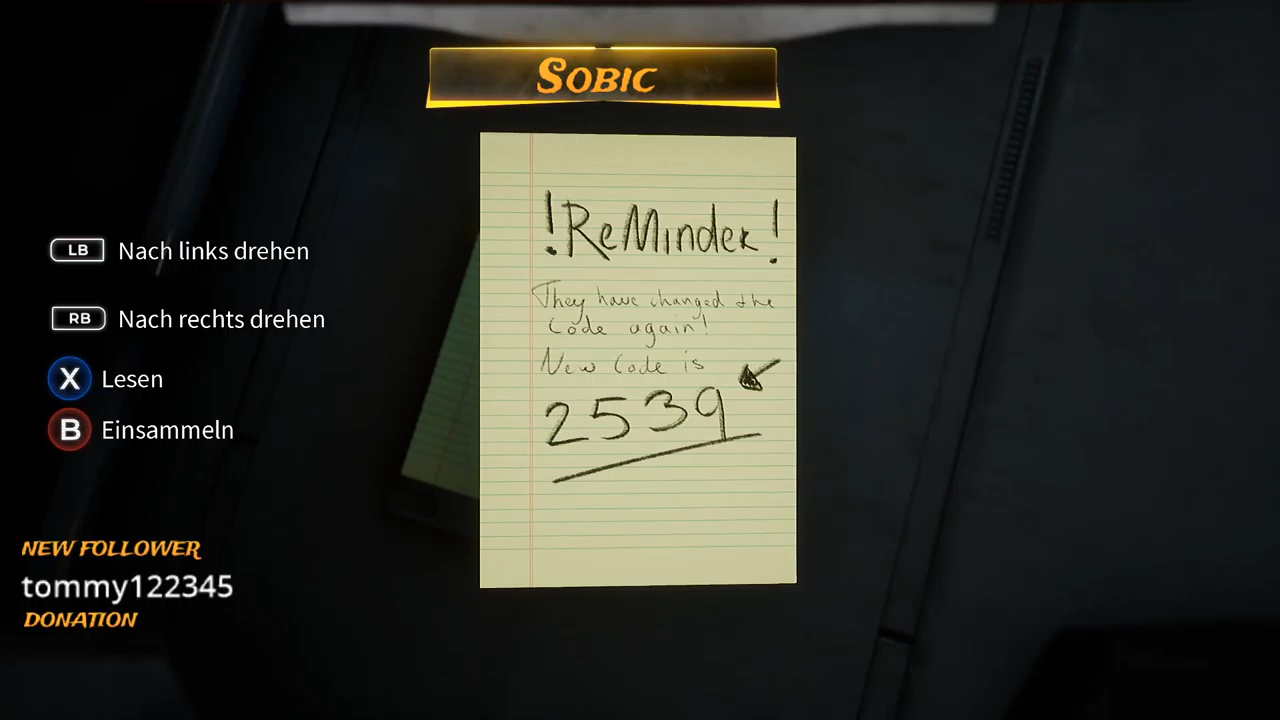 SOBIC
!ReMinder!
They have changed the
Code again!
New Code is
2539
LB Nach links drehen
RB Nach rechts drehen
X Lesen
B Einsammeln
NEW FOLLOWER
tommy122345
DONATION